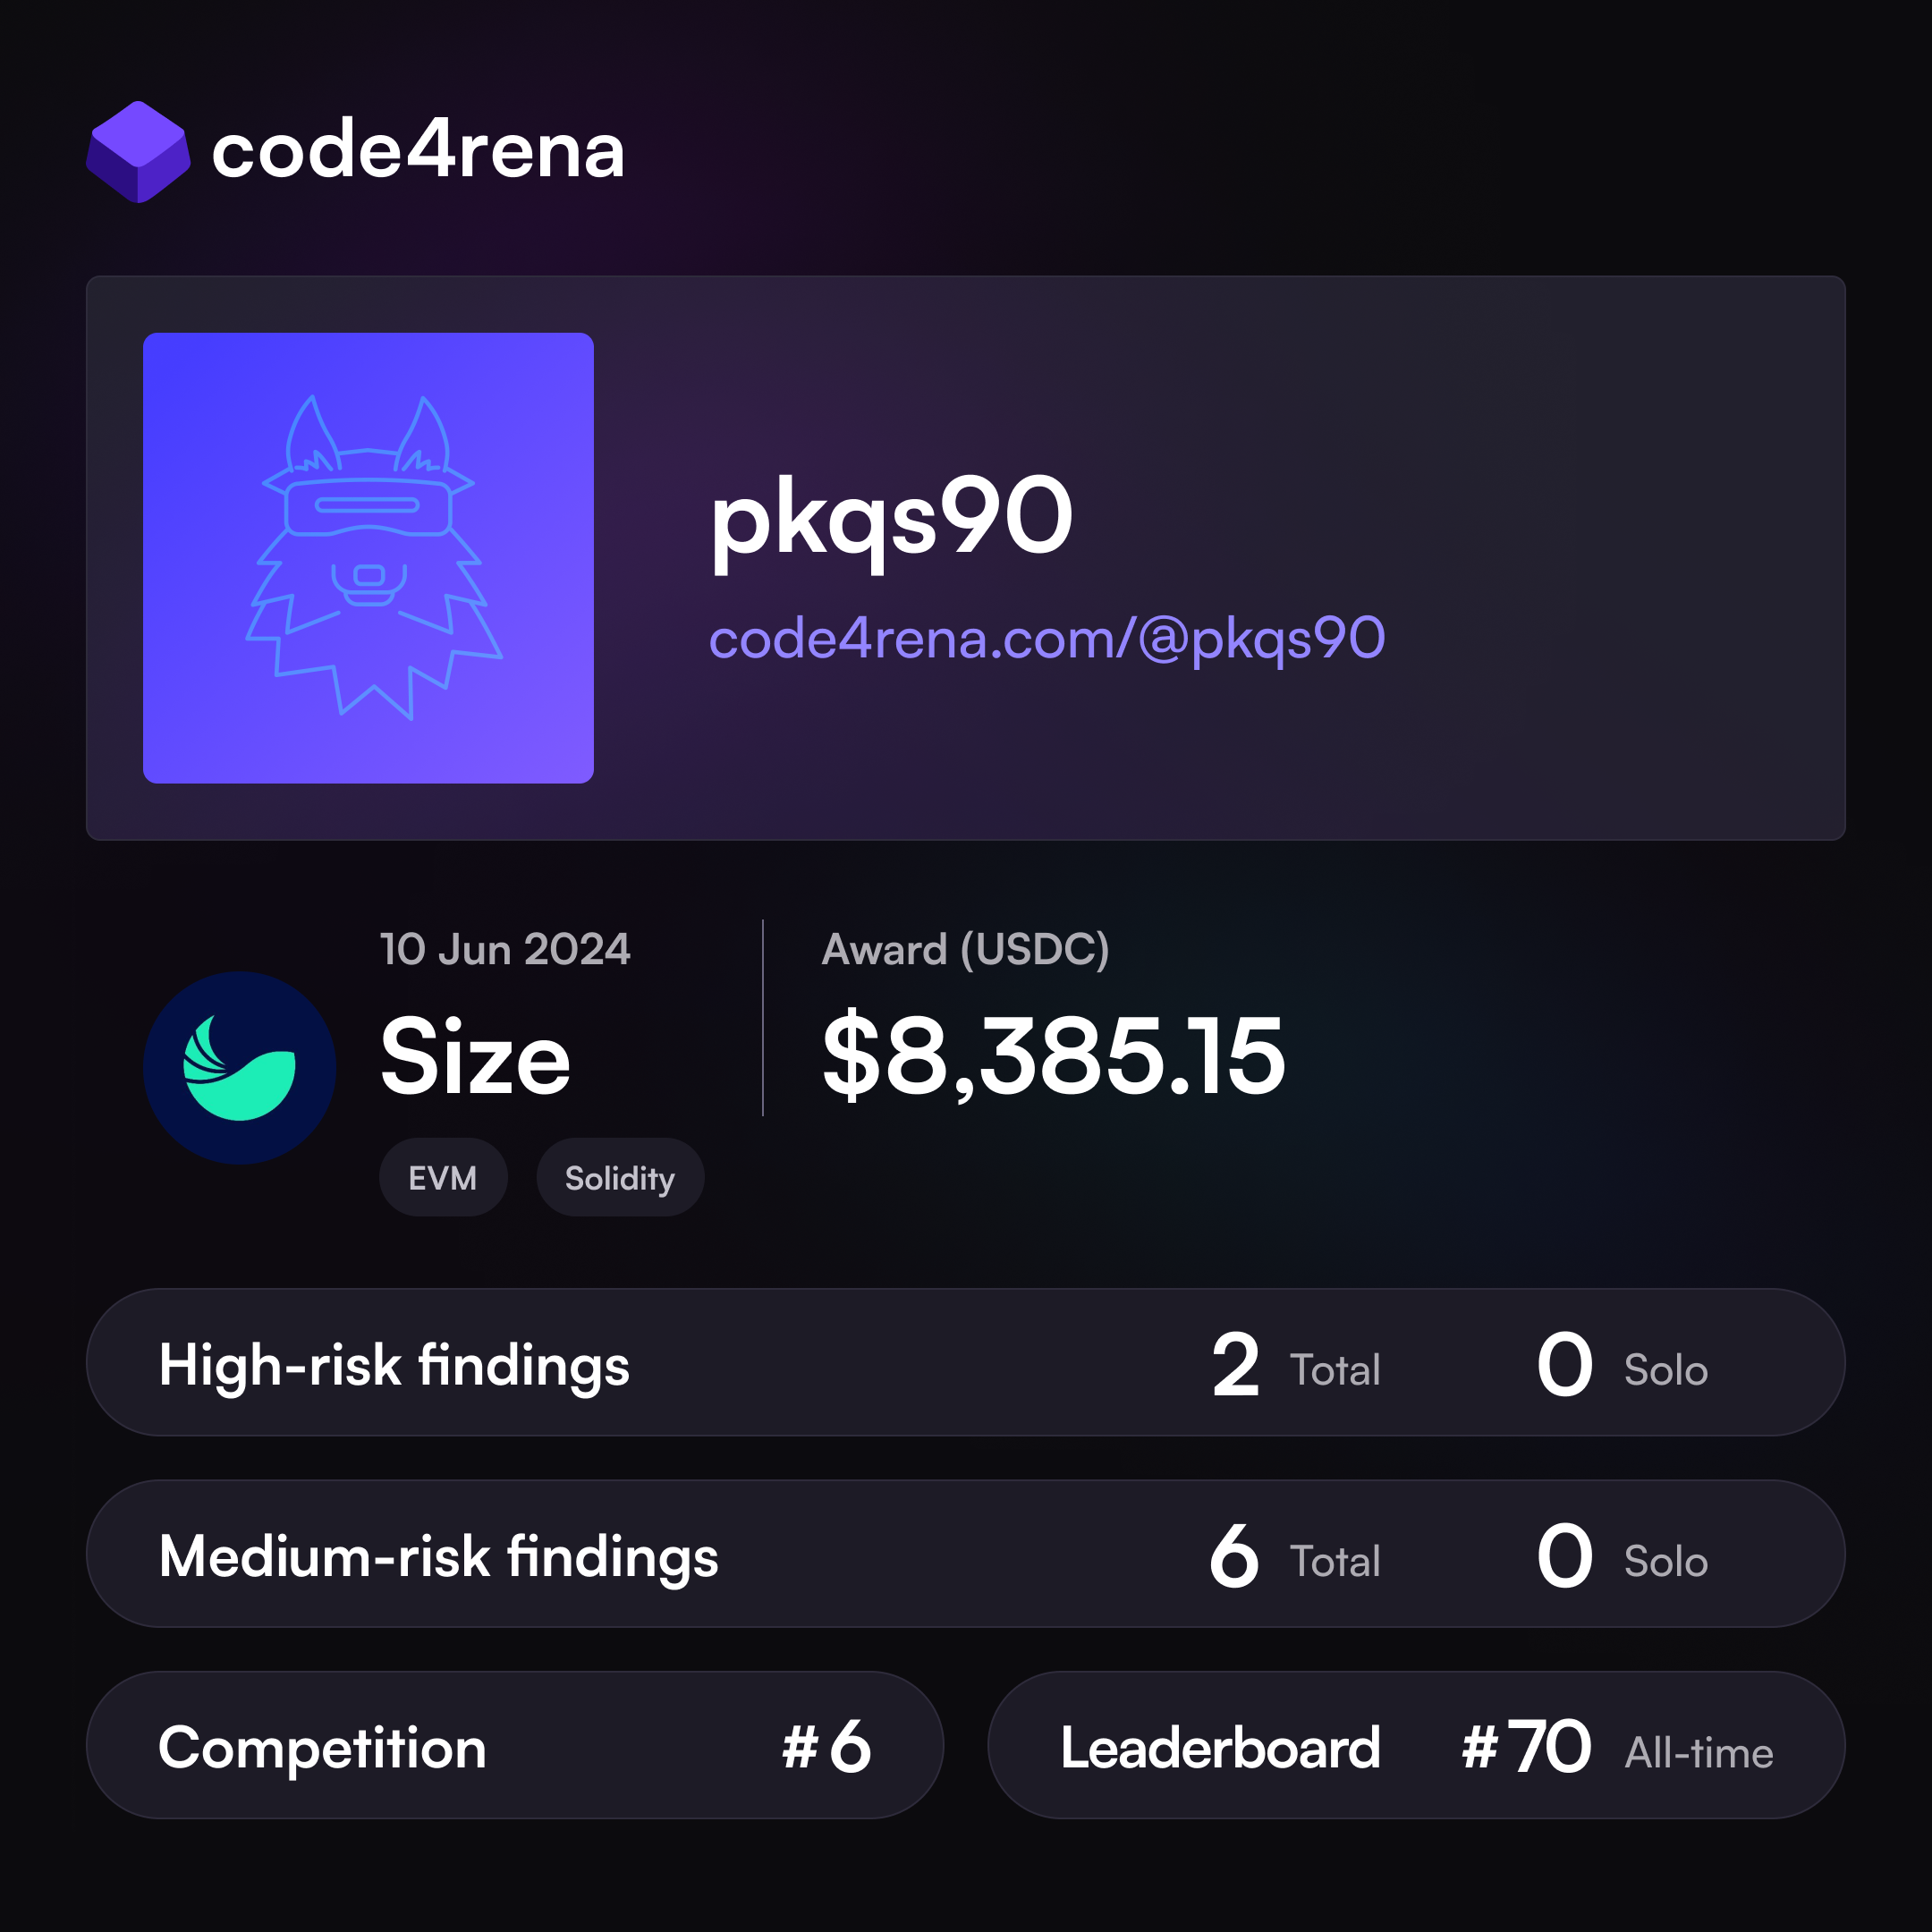 code4rena
pkqs90
code4rena.com/@pkqs90
10 Jun 2024
Size
EVM Solidity
Award (USDC)
$8,385.15
High-risk findings 2 Total 0 Solo
Medium-risk findings 6 Total 0 Solo
Competition #6
Leaderboard #70 All-time